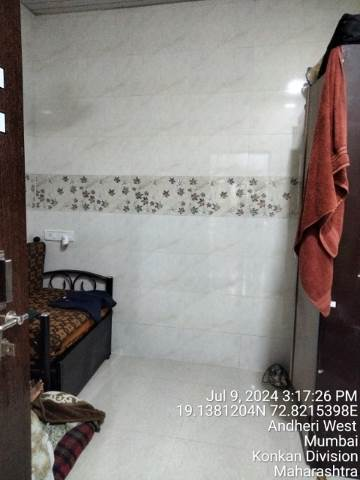 Jul 9, 2024 3:17:26 PM
19.1381204N 72.8215398E
Andheri West
Mumbai
Konkan Division
Maharashtra